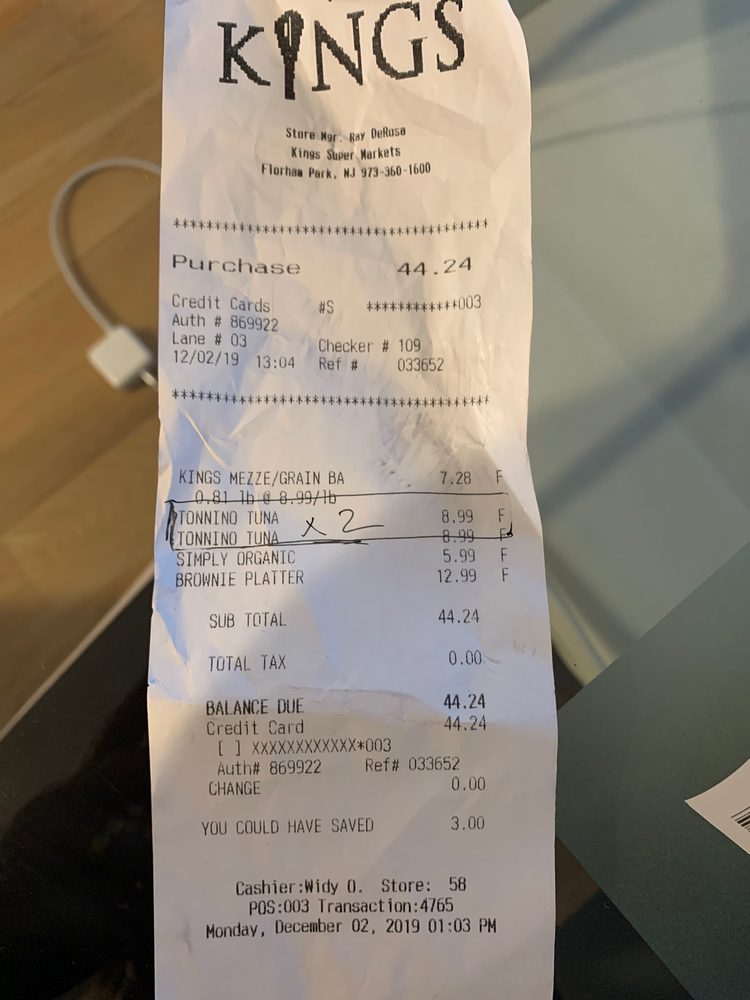 KINGS
Store Mgr. Ray DeRosa
Kings Super Markets
Florham Park, NJ 973-360-1600
****************************************
Purchase 44.24
Credit Cards #S ************003
Auth # 869922
Lane # 03 Checker # 109
12/02/19 13:04 Ref # 033652
****************************************
KINGS MEZZE/GRAIN BA 7.28 F
0.81 lb @ 8.99/lb
TONNINO TUNA 8.99 F
x 2
TONNINO TUNA 8.99 F
SIMPLY ORGANIC 5.99 F
BROWNIE PLATTER 12.99 F
SUB TOTAL 44.24
TOTAL TAX 0.00
BALANCE DUE 44.24
Credit Card 44.24
[ ] XXXXXXXXXXXX*003
Auth# 869922 Ref# 033652
CHANGE 0.00
YOU COULD HAVE SAVED 3.00
Cashier:Widy O. Store: 58
POS:003 Transaction:4765
Monday, December 02, 2019 01:03 PM